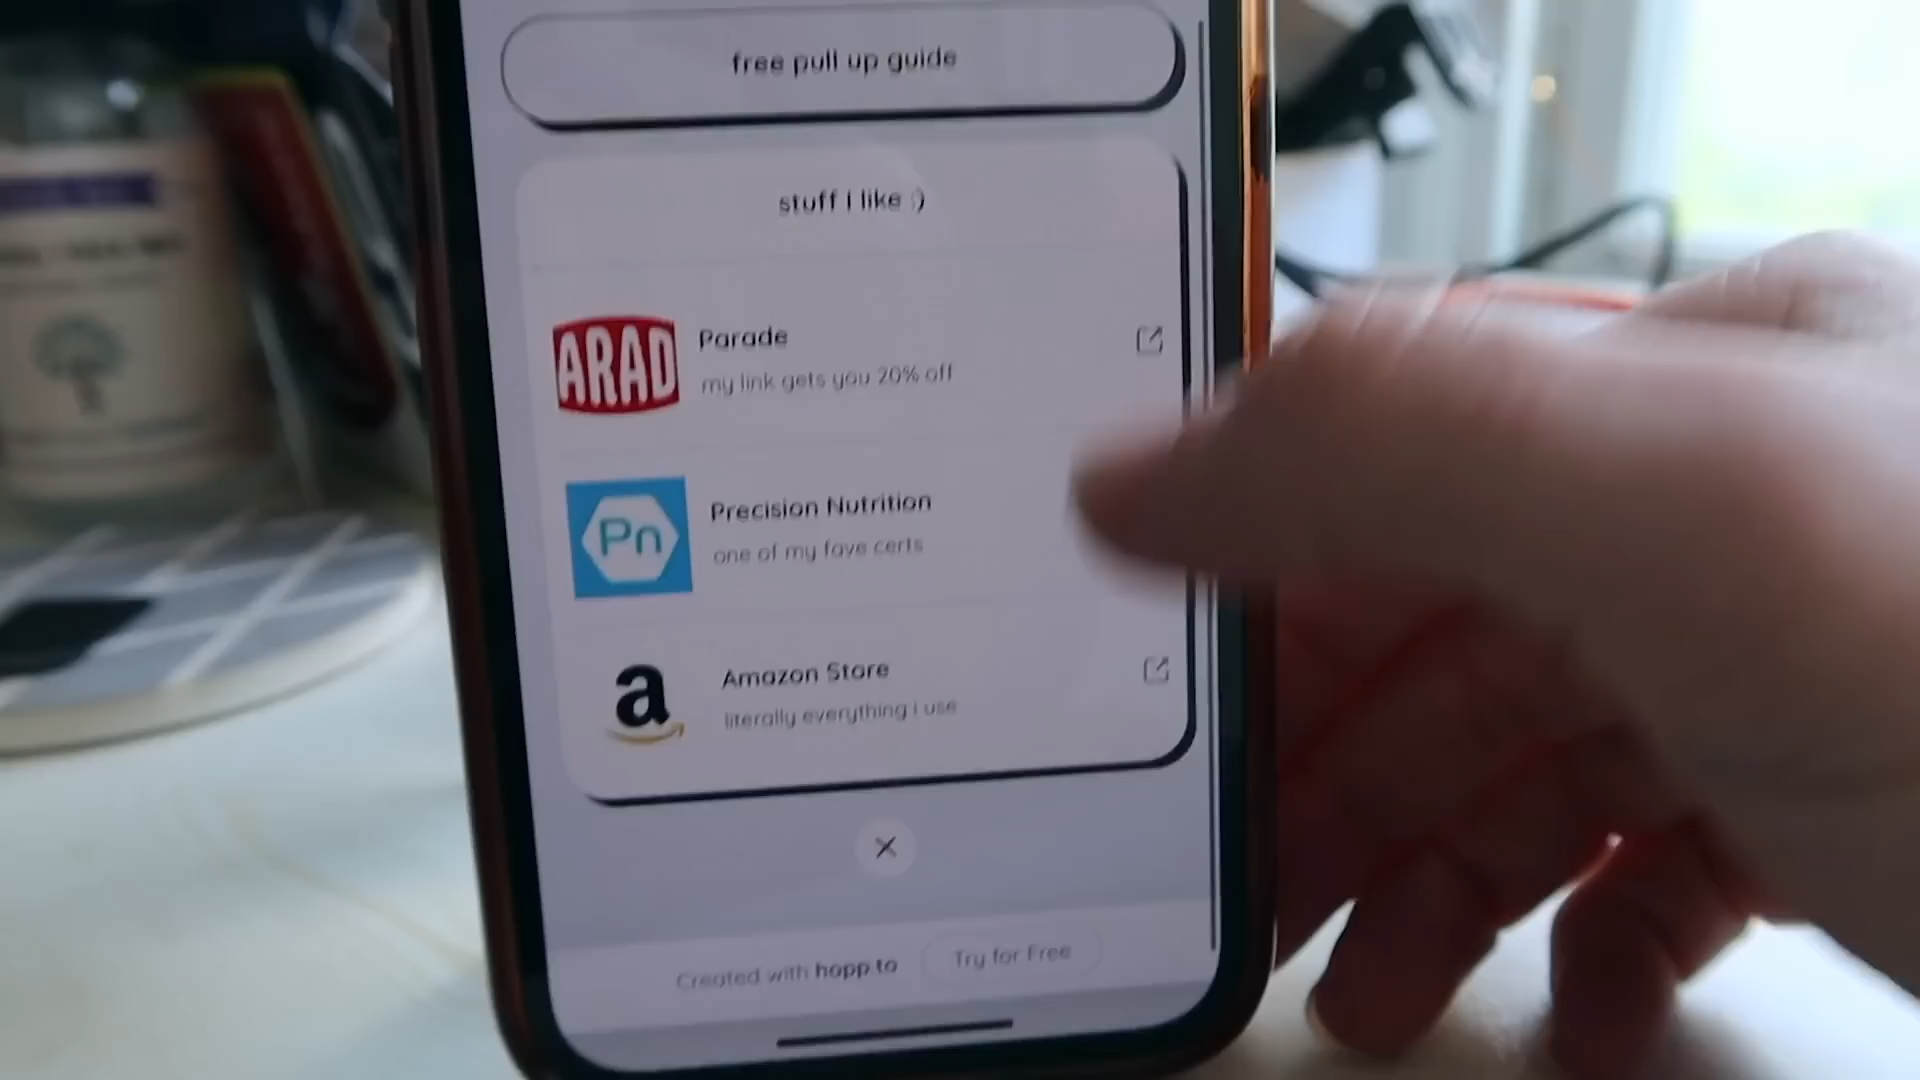 free pull up guide
stuff i like :)
ARAD
Parade
my link gets you 20% off
Pn
Precision Nutrition
one of my fave certs
a
Amazon Store
literally everything i use
Created with hopp to
Try for Free